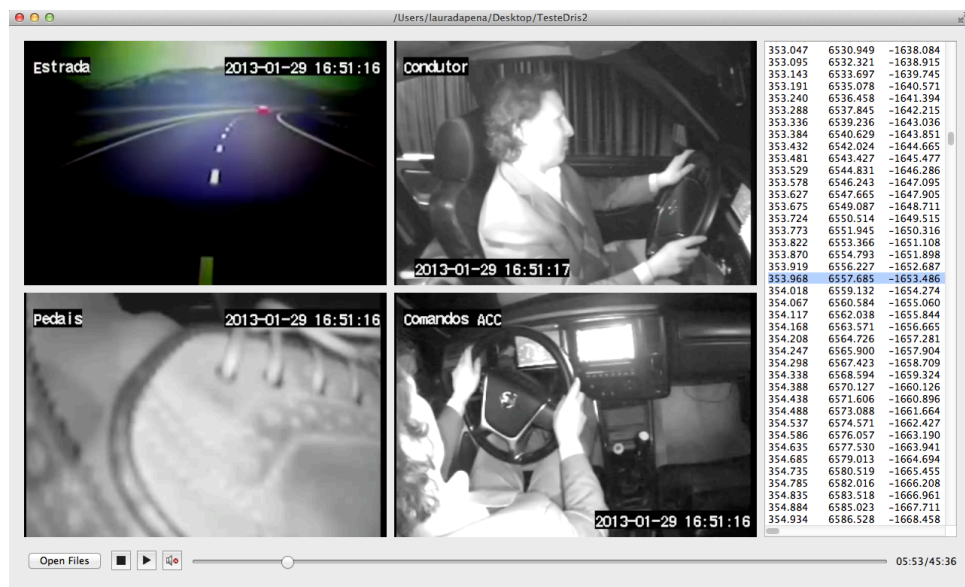 /Users/lauradapena/Desktop/TesteDris2
Estrada 2013-01-29 16:51:16
Condutor
2013-01-29 16:51:17
Pedais 2013-01-29 16:51:16
Comandos ACC
2013-01-29 16:51:16
353.047 6530.949 -1638.084
353.095 6532.321 -1638.915
353.143 6533.697 -1639.745
353.191 6535.078 -1640.571
353.240 6536.458 -1641.394
353.288 6537.845 -1642.215
353.336 6539.236 -1643.036
353.384 6540.629 -1643.851
353.432 6542.024 -1644.665
353.481 6543.427 -1645.477
353.529 6544.831 -1646.286
353.578 6546.243 -1647.095
353.627 6547.665 -1647.905
353.675 6549.087 -1648.711
353.724 6550.514 -1649.515
353.773 6551.945 -1650.316
353.822 6553.366 -1651.108
353.870 6554.793 -1651.898
353.919 6556.227 -1652.687
353.968 6557.685 -1653.486
354.018 6559.132 -1654.274
354.067 6560.584 -1655.060
354.117 6562.038 -1655.844
354.168 6563.571 -1656.665
354.208 6564.726 -1657.281
354.247 6565.900 -1657.904
354.298 6567.423 -1658.709
354.338 6568.594 -1659.324
354.388 6570.127 -1660.126
354.438 6571.606 -1660.896
354.488 6573.088 -1661.664
354.537 6574.571 -1662.427
354.586 6576.057 -1663.190
354.635 6577.530 -1663.941
354.685 6579.013 -1664.694
354.735 6580.519 -1665.455
354.785 6582.016 -1666.208
354.835 6583.518 -1666.961
354.884 6585.023 -1667.711
354.934 6586.528 -1668.458
Open Files 05:53/45:36